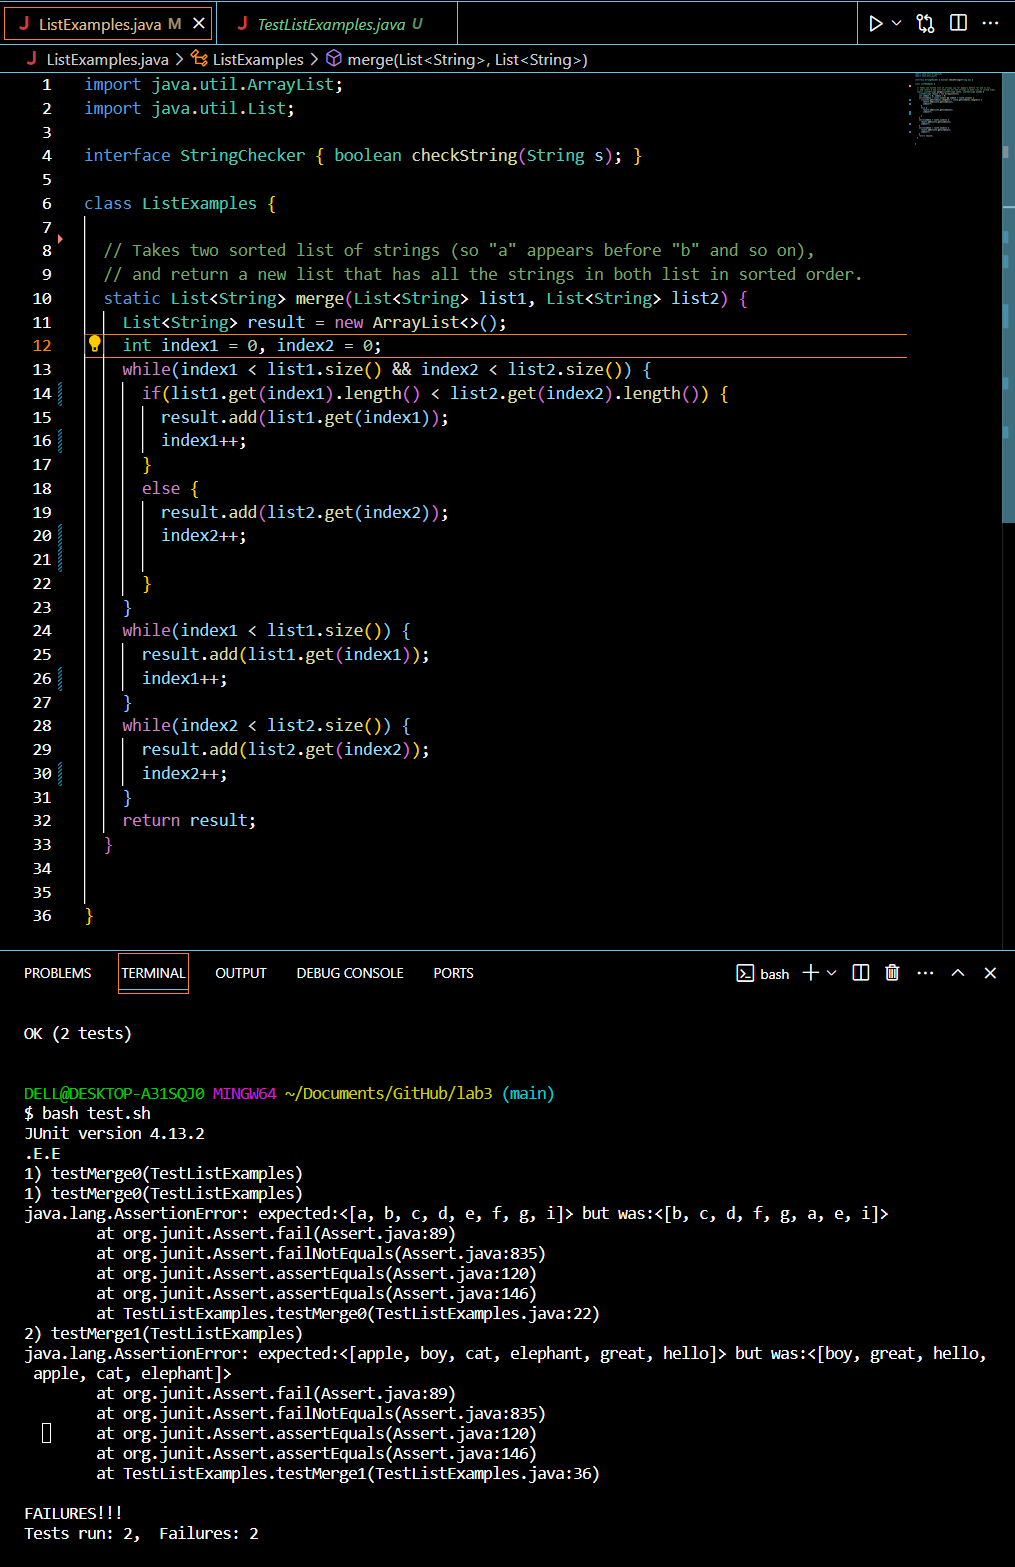 J ListExamples.java M ×
J TestListExamples.java U
J ListExamples.java > ListExamples > merge(List<String>, List<String>)
1 import java.util.ArrayList;
2 import java.util.List;
3
4 interface StringChecker { boolean checkString(String s); }
5
6 class ListExamples {
7
8   // Takes two sorted list of strings (so "a" appears before "b" and so on),
9   // and return a new list that has all the strings in both list in sorted order.
10   static List<String> merge(List<String> list1, List<String> list2) {
11     List<String> result = new ArrayList<>();
12     int index1 = 0, index2 = 0;
13     while(index1 < list1.size() && index2 < list2.size()) {
14       if(list1.get(index1).length() < list2.get(index2).length()) {
15         result.add(list1.get(index1));
16         index1++;
17       }
18       else {
19         result.add(list2.get(index2));
20         index2++;
21
22       }
23     }
24     while(index1 < list1.size()) {
25       result.add(list1.get(index1));
26       index1++;
27     }
28     while(index2 < list2.size()) {
29       result.add(list2.get(index2));
30       index2++;
31     }
32     return result;
33   }
34
35
36 }
PROBLEMS TERMINAL OUTPUT DEBUG CONSOLE PORTS bash
OK (2 tests)
DELL@DESKTOP-A31SQJ0 MINGW64 ~/Documents/GitHub/lab3 (main)
$ bash test.sh
JUnit version 4.13.2
.E.E
1) testMerge0(TestListExamples)
1) testMerge0(TestListExamples)
java.lang.AssertionError: expected:<[a, b, c, d, e, f, g, i]> but was:<[b, c, d, f, g, a, e, i]>
        at org.junit.Assert.fail(Assert.java:89)
        at org.junit.Assert.failNotEquals(Assert.java:835)
        at org.junit.Assert.assertEquals(Assert.java:120)
        at org.junit.Assert.assertEquals(Assert.java:146)
        at TestListExamples.testMerge0(TestListExamples.java:22)
2) testMerge1(TestListExamples)
java.lang.AssertionError: expected:<[apple, boy, cat, elephant, great, hello]> but was:<[boy, great, hello,
 apple, cat, elephant]>
        at org.junit.Assert.fail(Assert.java:89)
        at org.junit.Assert.failNotEquals(Assert.java:835)
        at org.junit.Assert.assertEquals(Assert.java:120)
        at org.junit.Assert.assertEquals(Assert.java:146)
        at TestListExamples.testMerge1(TestListExamples.java:36)
FAILURES!!!
Tests run: 2,  Failures: 2